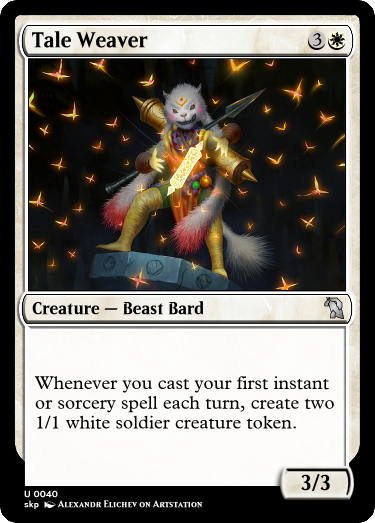 Tale Weaver 3
Creature — Beast Bard
Whenever you cast your first instant
or sorcery spell each turn, create two
1/1 white soldier creature token.
3/3
U 0040
skp Alexandr Elichev on Artstation